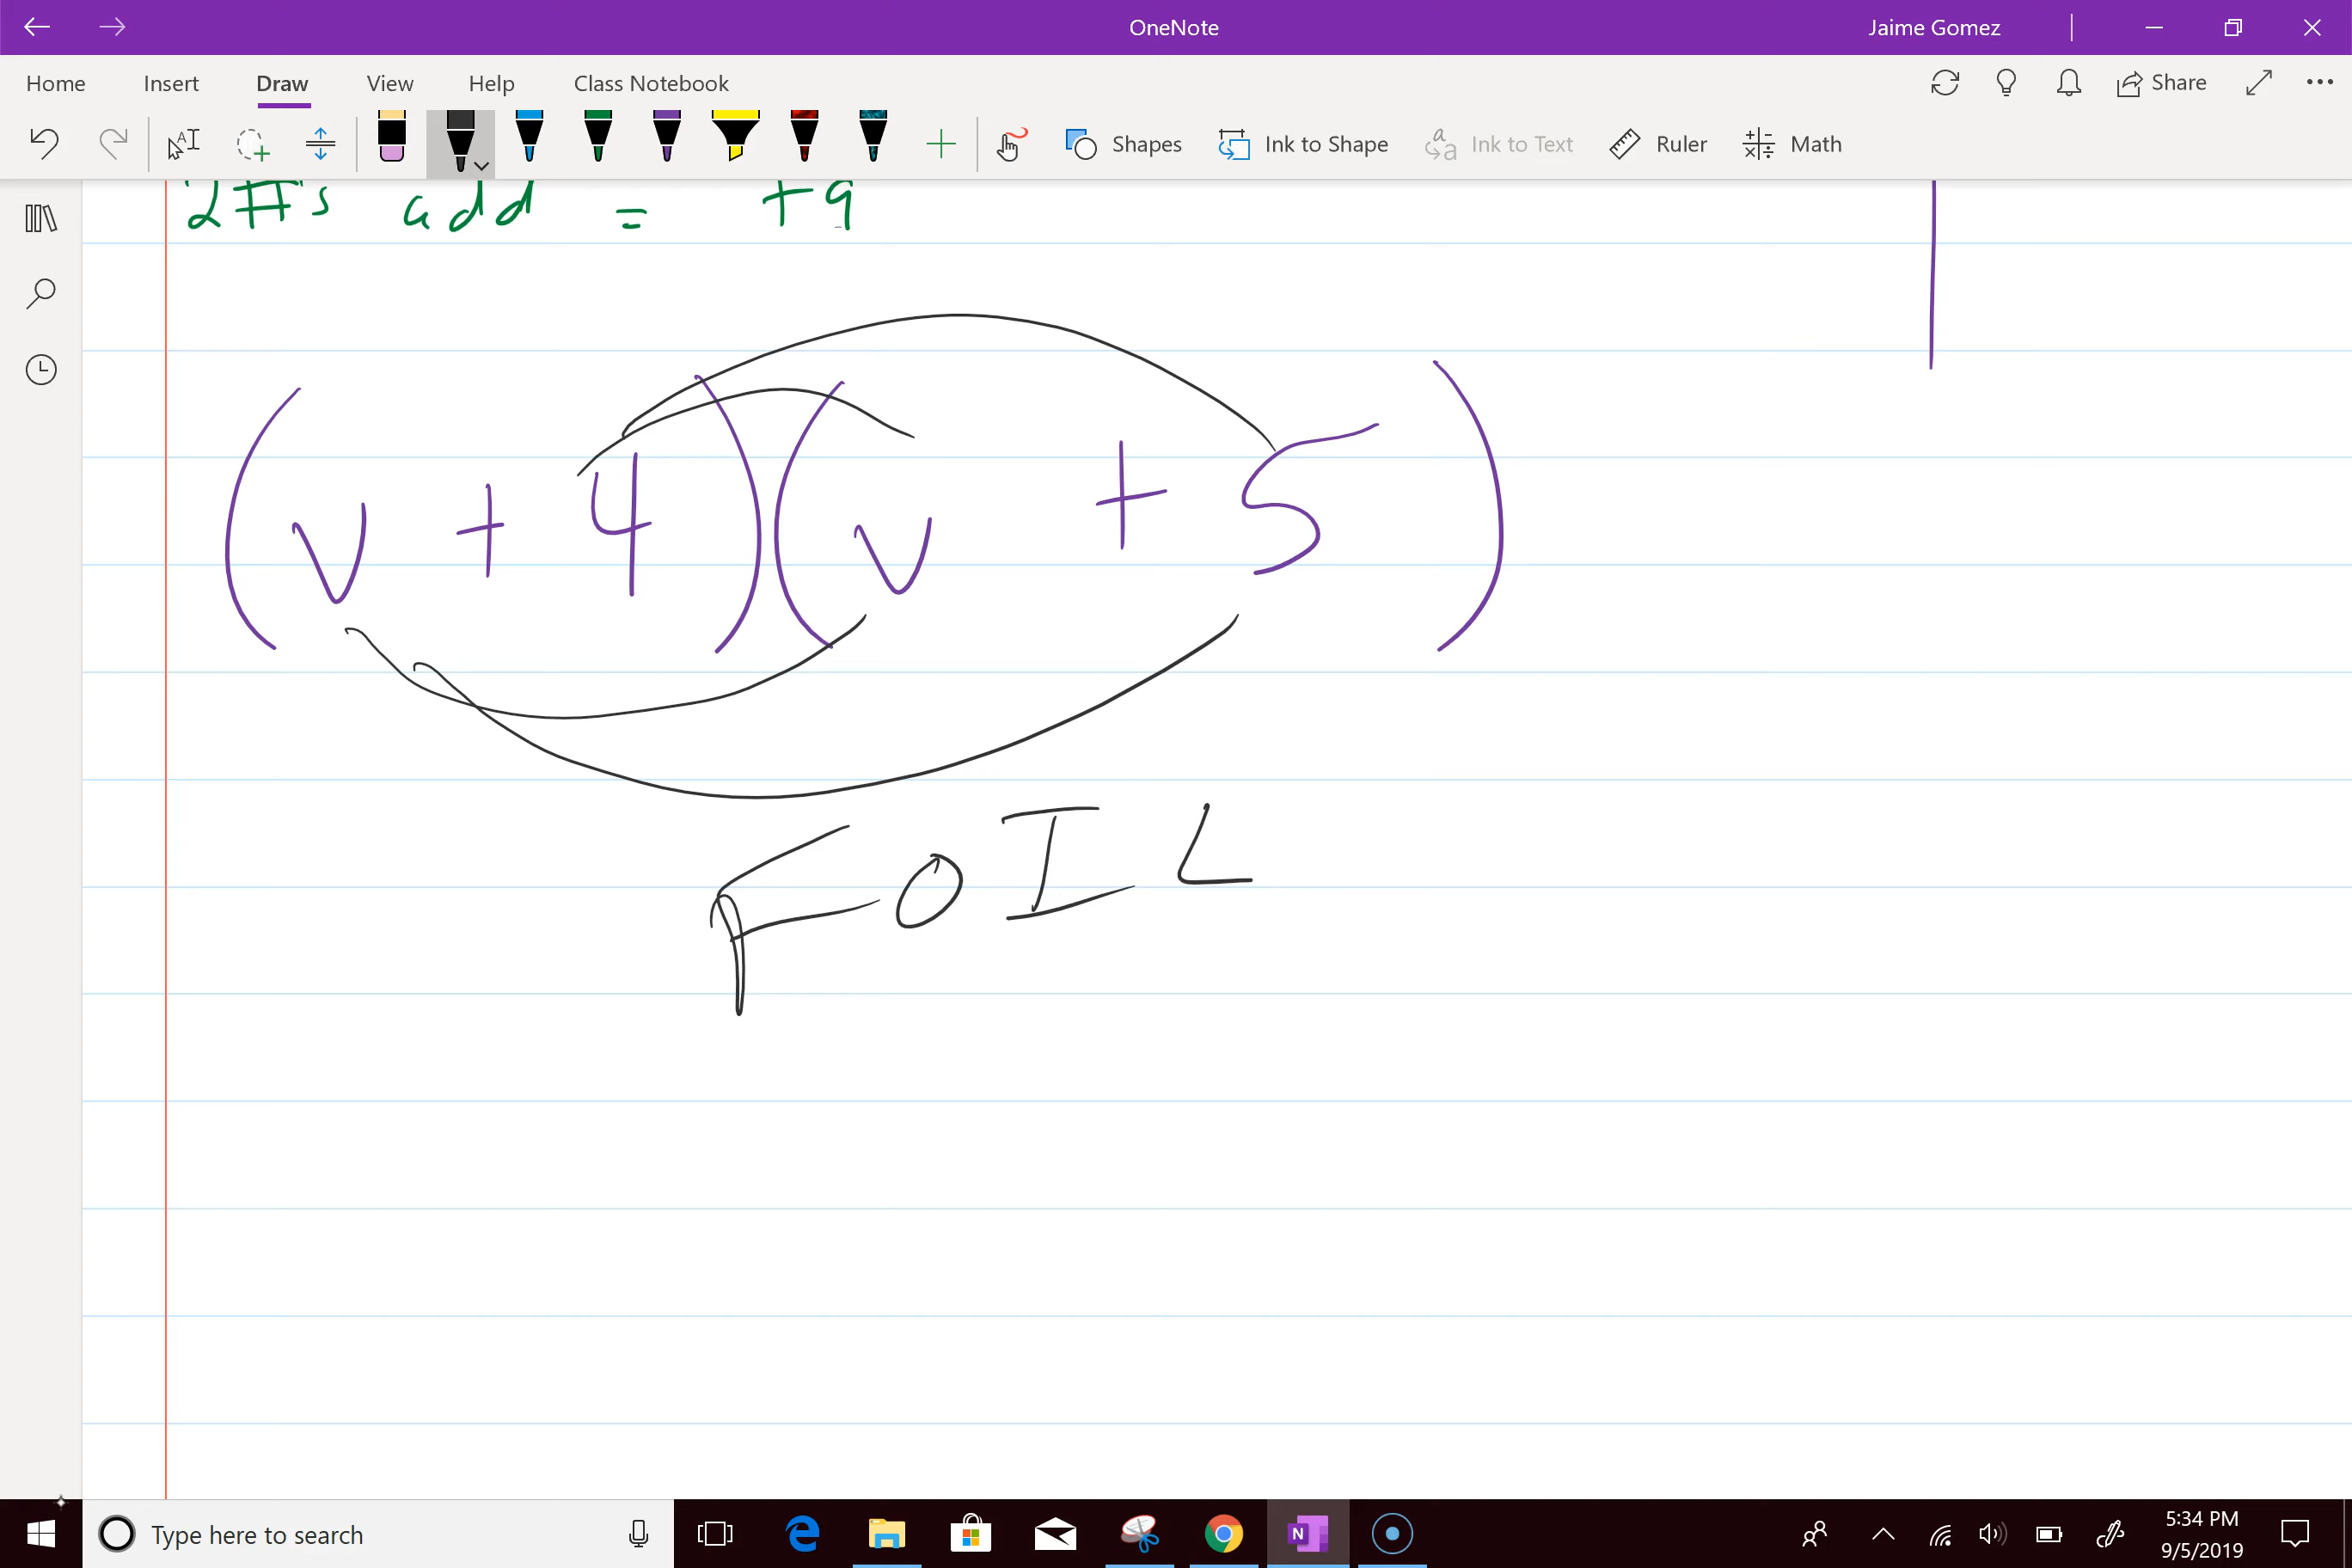 OneNote
Jaime Gomez
Home Insert Draw View Help Class Notebook Share
Shapes Ink to Shape Ink to Text Ruler Math
2#'s add = +9
(v + 4)(v + 5)
FOIL
Type here to search
5:34 PM
9/5/2019